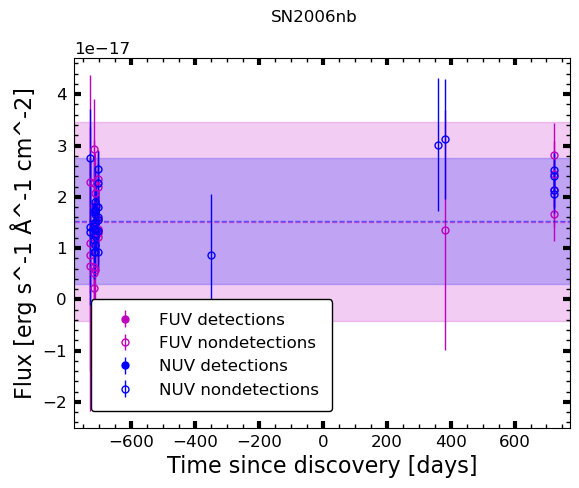 SN2006nb
1e−17
Flux [erg s^-1 Å^-1 cm^-2]
4
3
2
1
0
−1
−2
FUV detections
FUV nondetections
NUV detections
NUV nondetections
−600 −400 −200 0 200 400 600
Time since discovery [days]